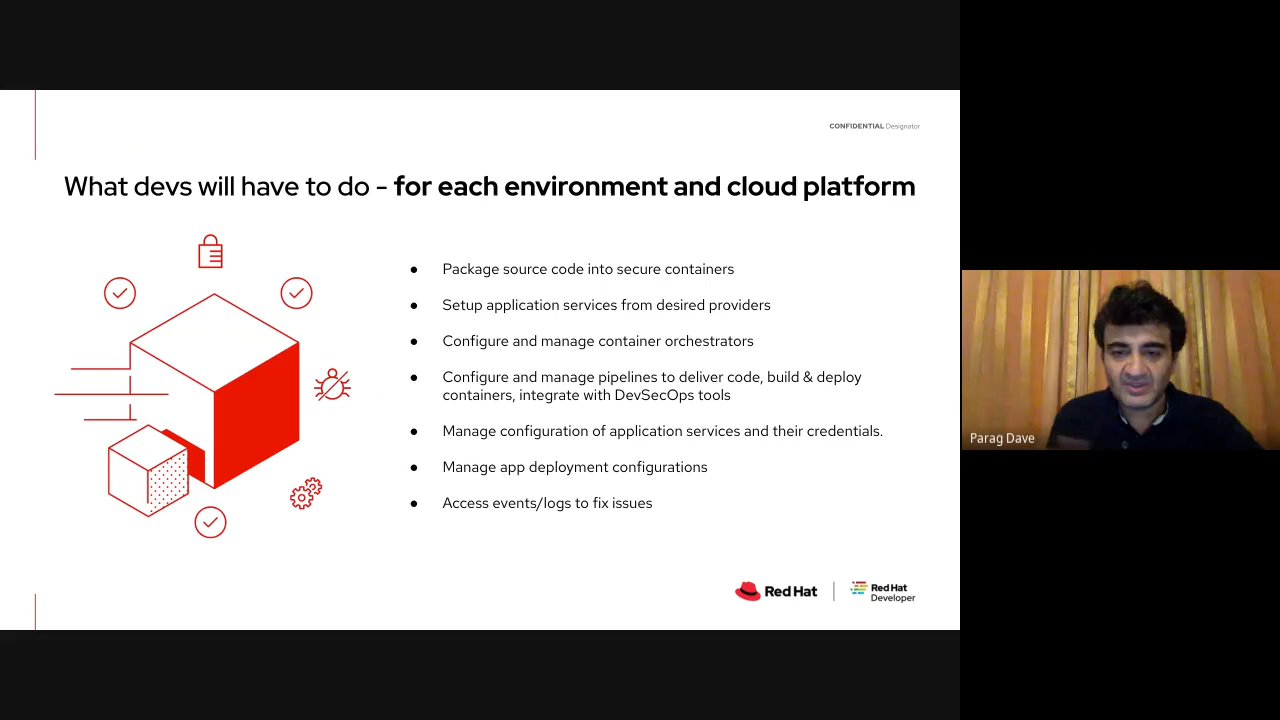 CONFIDENTIAL Designator
What devs will have to do - for each environment and cloud platform
● Package source code into secure containers
● Setup application services from desired providers
● Configure and manage container orchestrators
● Configure and manage pipelines to deliver code, build & deploy
containers, integrate with DevSecOps tools
● Manage configuration of application services and their credentials.
● Manage app deployment configurations
● Access events/logs to fix issues
Parag Dave
Red Hat
Red Hat
Developer